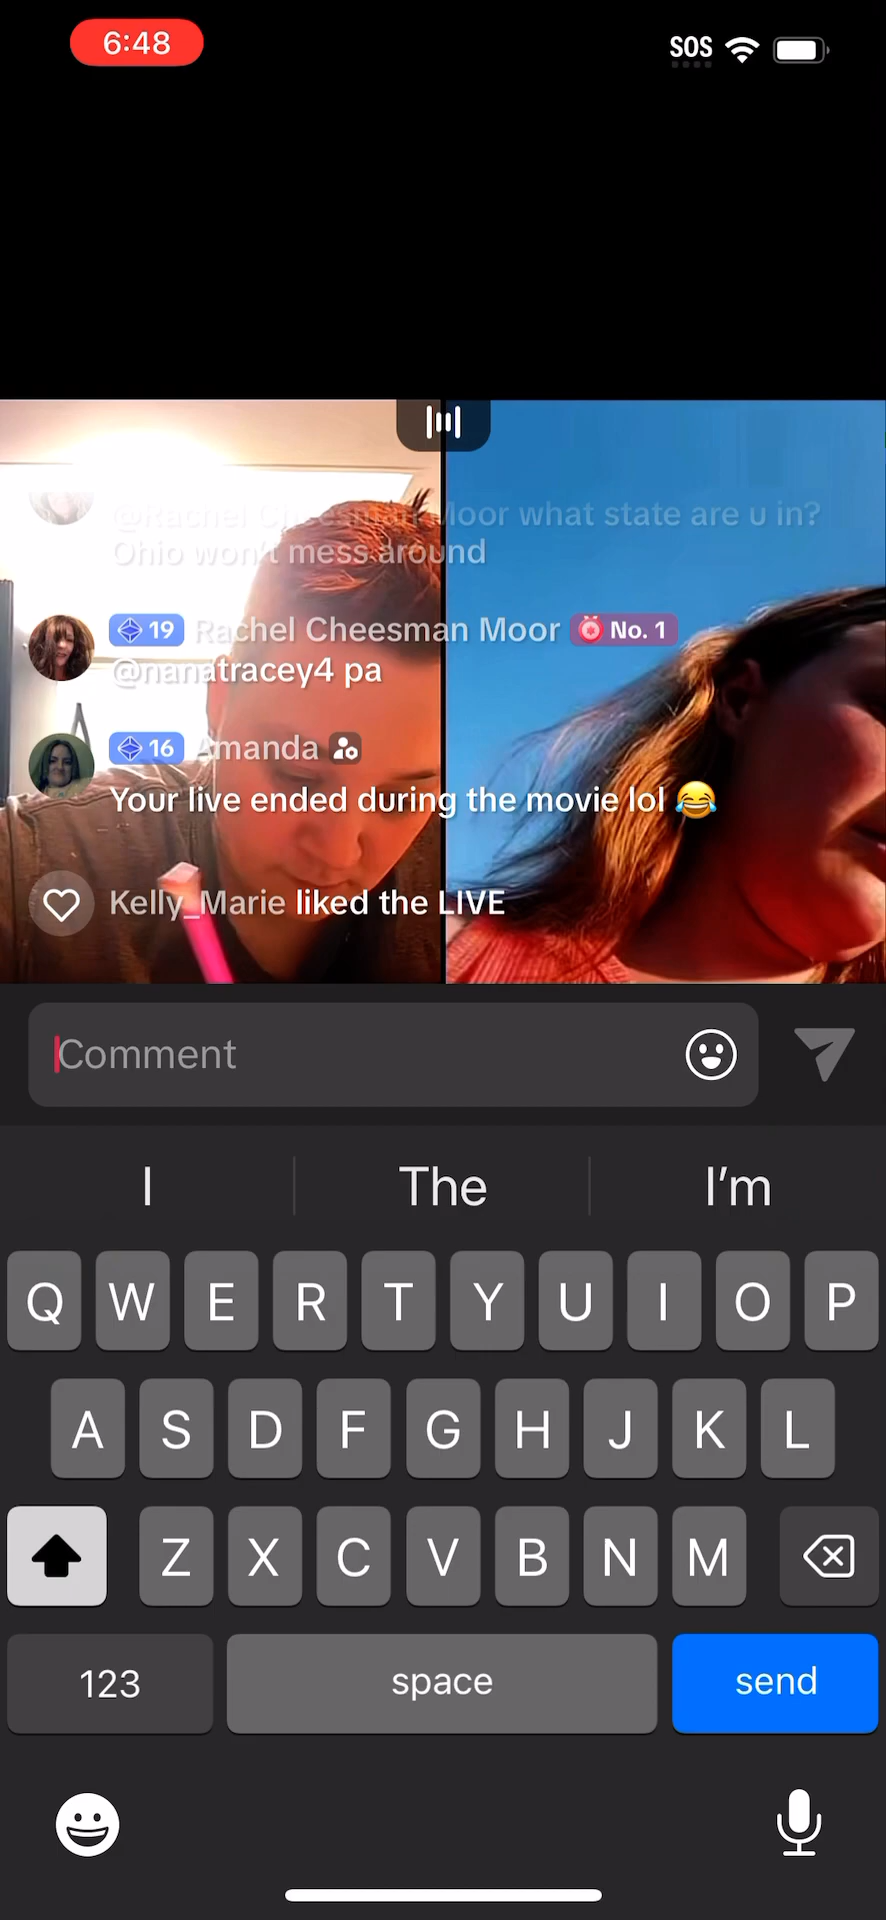 6:48
SOS
@Rachel Cheesman Moor what state are u in?
Ohio won't mess around
19 Rachel Cheesman Moor No. 1
@nanatracey4 pa
16 Amanda
Your live ended during the movie lol 😂
Kelly_Marie liked the LIVE
Comment
I The I'm
Q W E R T Y U I O P
A S D F G H J K L
Z X C V B N M
123 space send